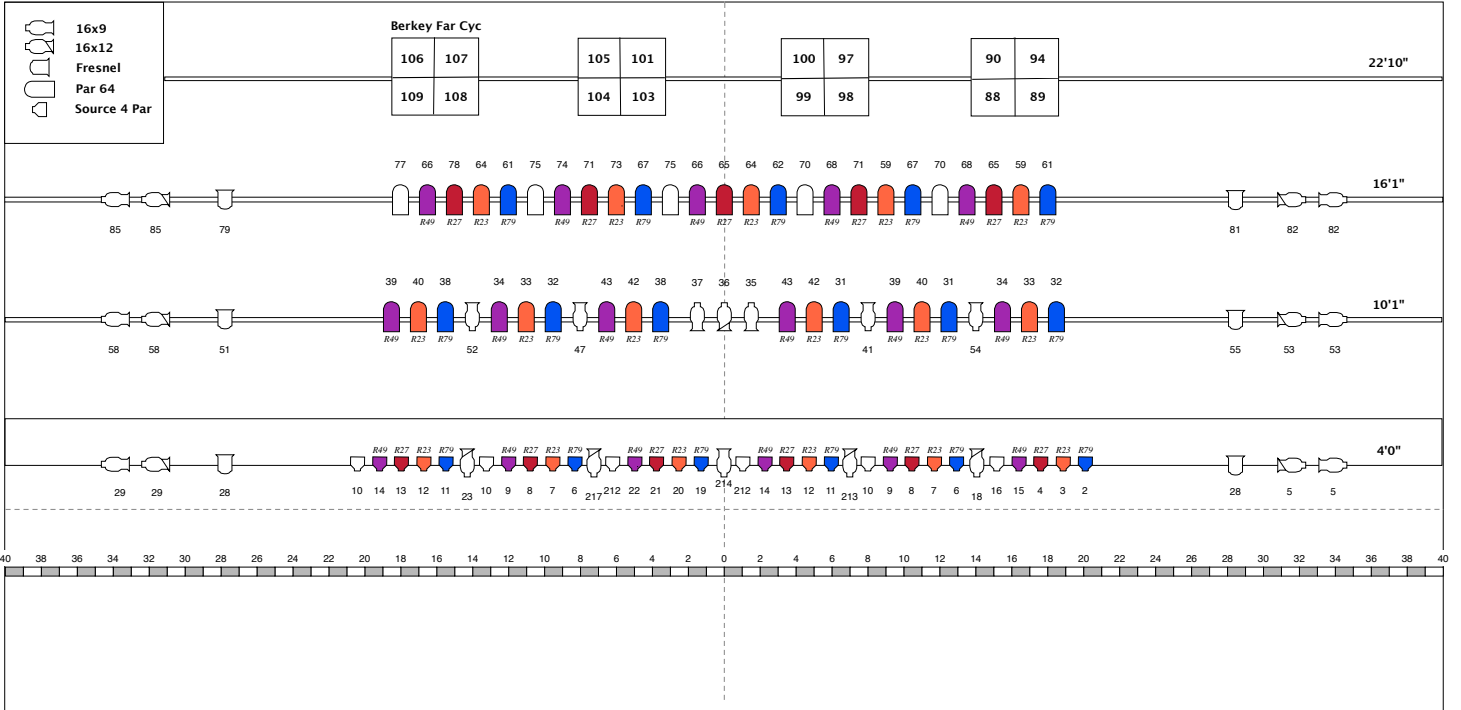 16x9
16x12
Fresnel
Par 64
Source 4 Par
Berkey Far Cyc
106 107 105 101 100 97 90 94
22'10"
109 108 104 103 99 98 88 89
77 66 78 64 61 75 74 71 73 67 75 66 65 64 62 70 68 71 59 67 70 68 65 59 61
16'1"
R49 R27 R23 R79 R49 R27 R23 R79 R49 R27 R23 R79 R49 R27 R23 R79 R49 R27 R23 R79
85 85 79 81 82 82
39 40 38 34 33 32 43 42 38 37 36 35 43 42 31 39 40 31 34 33 32
10'1"
R49 R23 R79 R49 R23 R79 R49 R23 R79 R49 R23 R79 R49 R23 R79 R49 R23 R79
58 58 51 52 47 41 54 55 53 53
R49 R27 R23 R79 R49 R27 R23 R79 R49 R27 R23 R79 R49 R27 R23 R79 R49 R27 R23 R79 R49 R27 R23 R79
4'0"
29 29 28 10 14 13 12 11 23 10 9 8 7 6 217 212 22 21 20 19 214 212 14 13 12 11 213 10 9 8 7 6 18 16 15 4 3 2 28 5 5
40 38 36 34 32 30 28 26 24 22 20 18 16 14 12 10 8 6 4 2 0 2 4 6 8 10 12 14 16 18 20 22 24 26 28 30 32 34 36 38 40